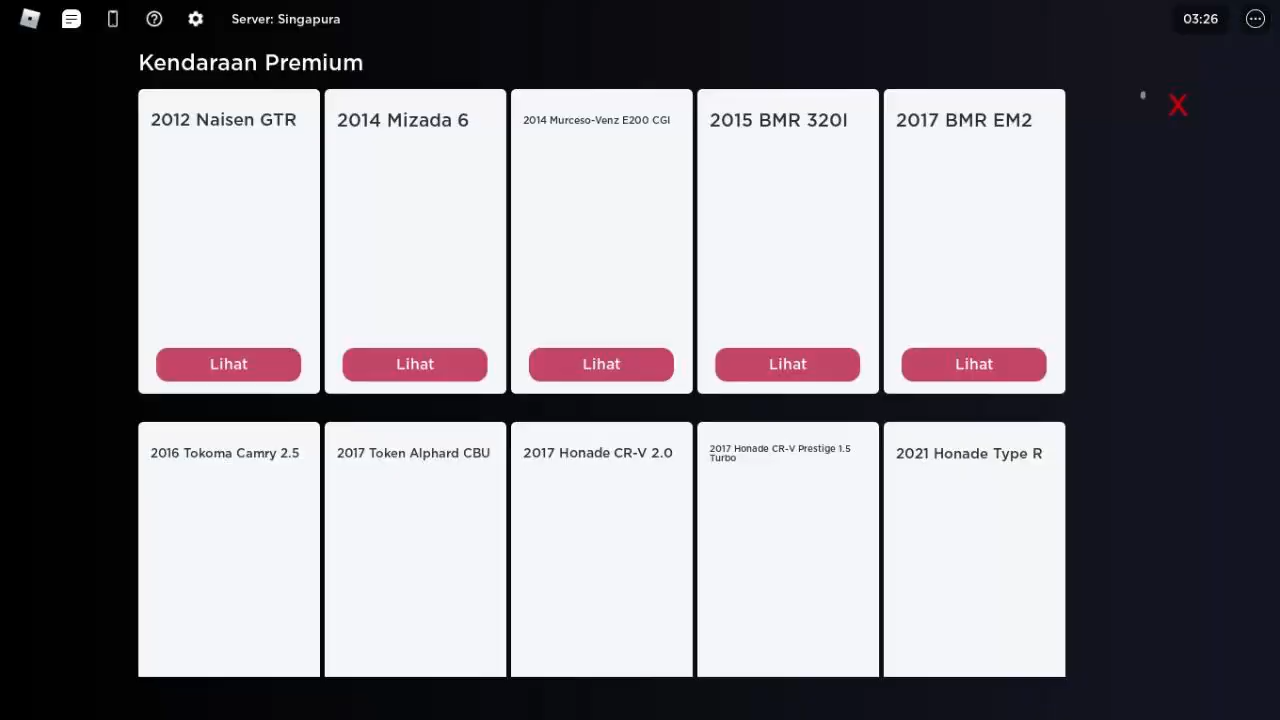 Server: Singapura
03:26
Kendaraan Premium
X
2012 Naisen GTR
2014 Mizada 6
2014 Murceso-Venz E200 CGI
2015 BMR 320I
2017 BMR EM2
Lihat
Lihat
Lihat
Lihat
Lihat
2016 Tokoma Camry 2.5
2017 Token Alphard CBU
2017 Honade CR-V 2.0
2017 Honade CR-V Prestige 1.5
Turbo
2021 Honade Type R